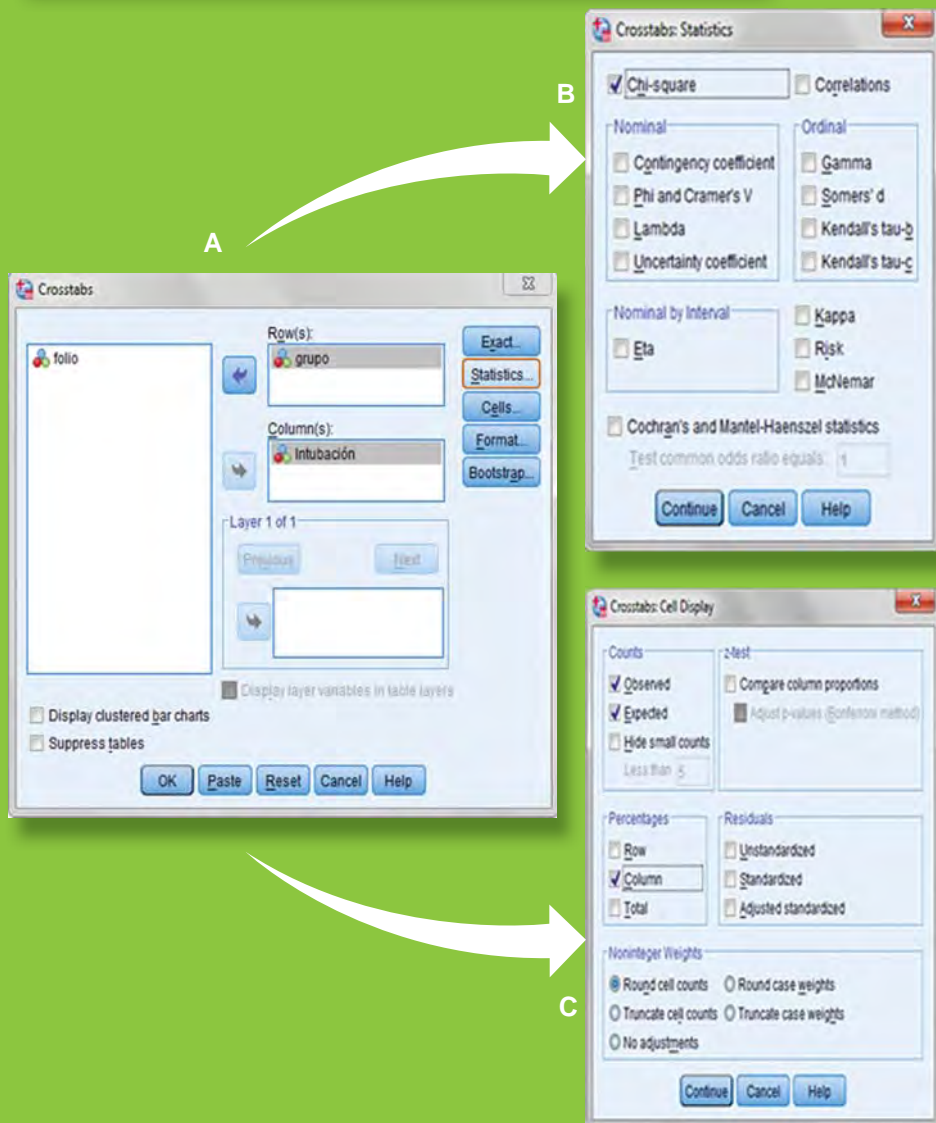 A
Crosstabs
folio
Row(s):
grupo
Column(s):
Intubación
Layer 1 of 1
Previous
Next
Display layer variables in table layers
Display clustered bar charts
Suppress tables
Exact...
Statistics...
Cells...
Format...
Bootstrap...
OK
Paste
Reset
Cancel
Help
B
Crosstabs: Statistics
Chi-square
Correlations
Nominal
Contingency coefficient
Phi and Cramer's V
Lambda
Uncertainty coefficient
Ordinal
Gamma
Somers' d
Kendall's tau-b
Kendall's tau-c
Nominal by Interval
Eta
Kappa
Risk
McNemar
Cochran's and Mantel-Haenszel statistics
Test common odds ratio equals: 1
Continue
Cancel
Help
C
Crosstabs: Cell Display
Counts
Observed
Expected
Hide small counts
Less than 5
z-test
Compare column proportions
Adjust p-values (Bonferroni method)
Percentages
Row
Column
Total
Residuals
Unstandardized
Standardized
Adjusted standardized
Noninteger Weights
Round cell counts
Round case weights
Truncate cell counts
Truncate case weights
No adjustments
Continue
Cancel
Help